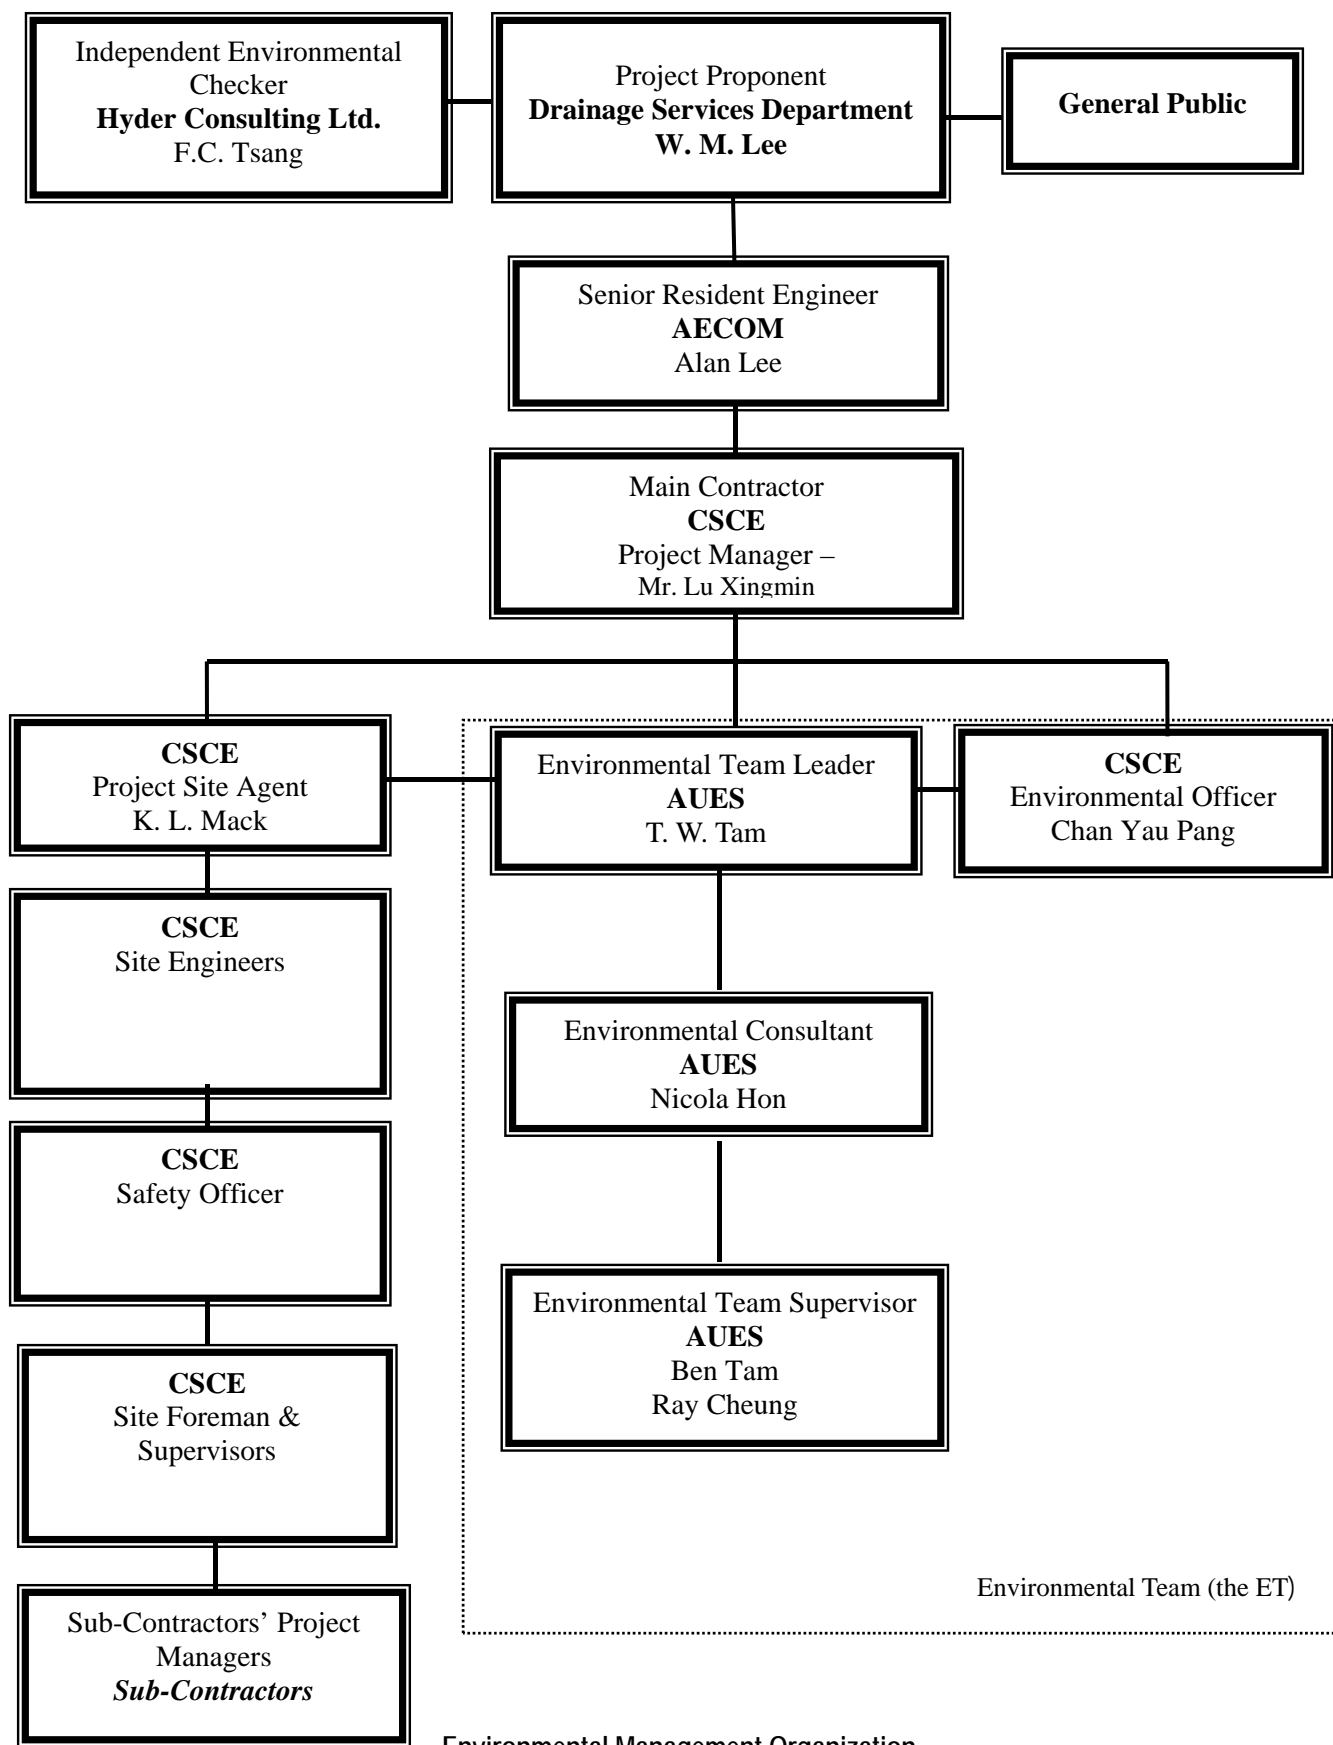 Independent Environmental
Checker
Hyder Consulting Ltd.
F.C. Tsang
Project Proponent
Drainage Services Department
W. M. Lee
General Public
Senior Resident Engineer
AECOM
Alan Lee
Main Contractor
CSCE
Project Manager –
Mr. Lu Xingmin
CSCE
Project Site Agent
K. L. Mack
Environmental Team Leader
AUES
T. W. Tam
CSCE
Environmental Officer
Chan Yau Pang
CSCE
Site Engineers
Environmental Consultant
AUES
Nicola Hon
CSCE
Safety Officer
Environmental Team Supervisor
AUES
Ben Tam
Ray Cheung
CSCE
Site Foreman &
Supervisors
Environmental Team (the ET)
Sub-Contractors’ Project
Managers
Sub-Contractors
Environmental Management Organization